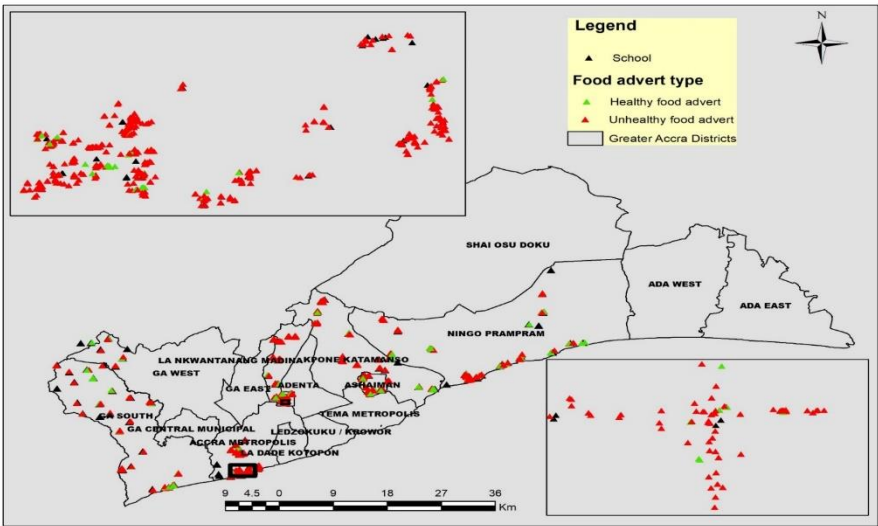 Legend
School
Food advert type
Healthy food advert
Unhealthy food advert
Greater Accra Districts
N
SHAI OSU DOKU
ADA WEST
ADA EAST
NINGO PRAMPRAM
LA NKWANTANANG MADINA
KPONE KATAMANSO
GA WEST
GA EAST
ADENTA
ASHAIMAN
GA SOUTH
TEMA METROPOLIS
GA CENTRAL MUNICIPAL
LEDZOKUKU / KROWOR
ACCRA METROPOLIS
LA DADE KOTOPON
9 4.5 0 9 18 27 36
Km